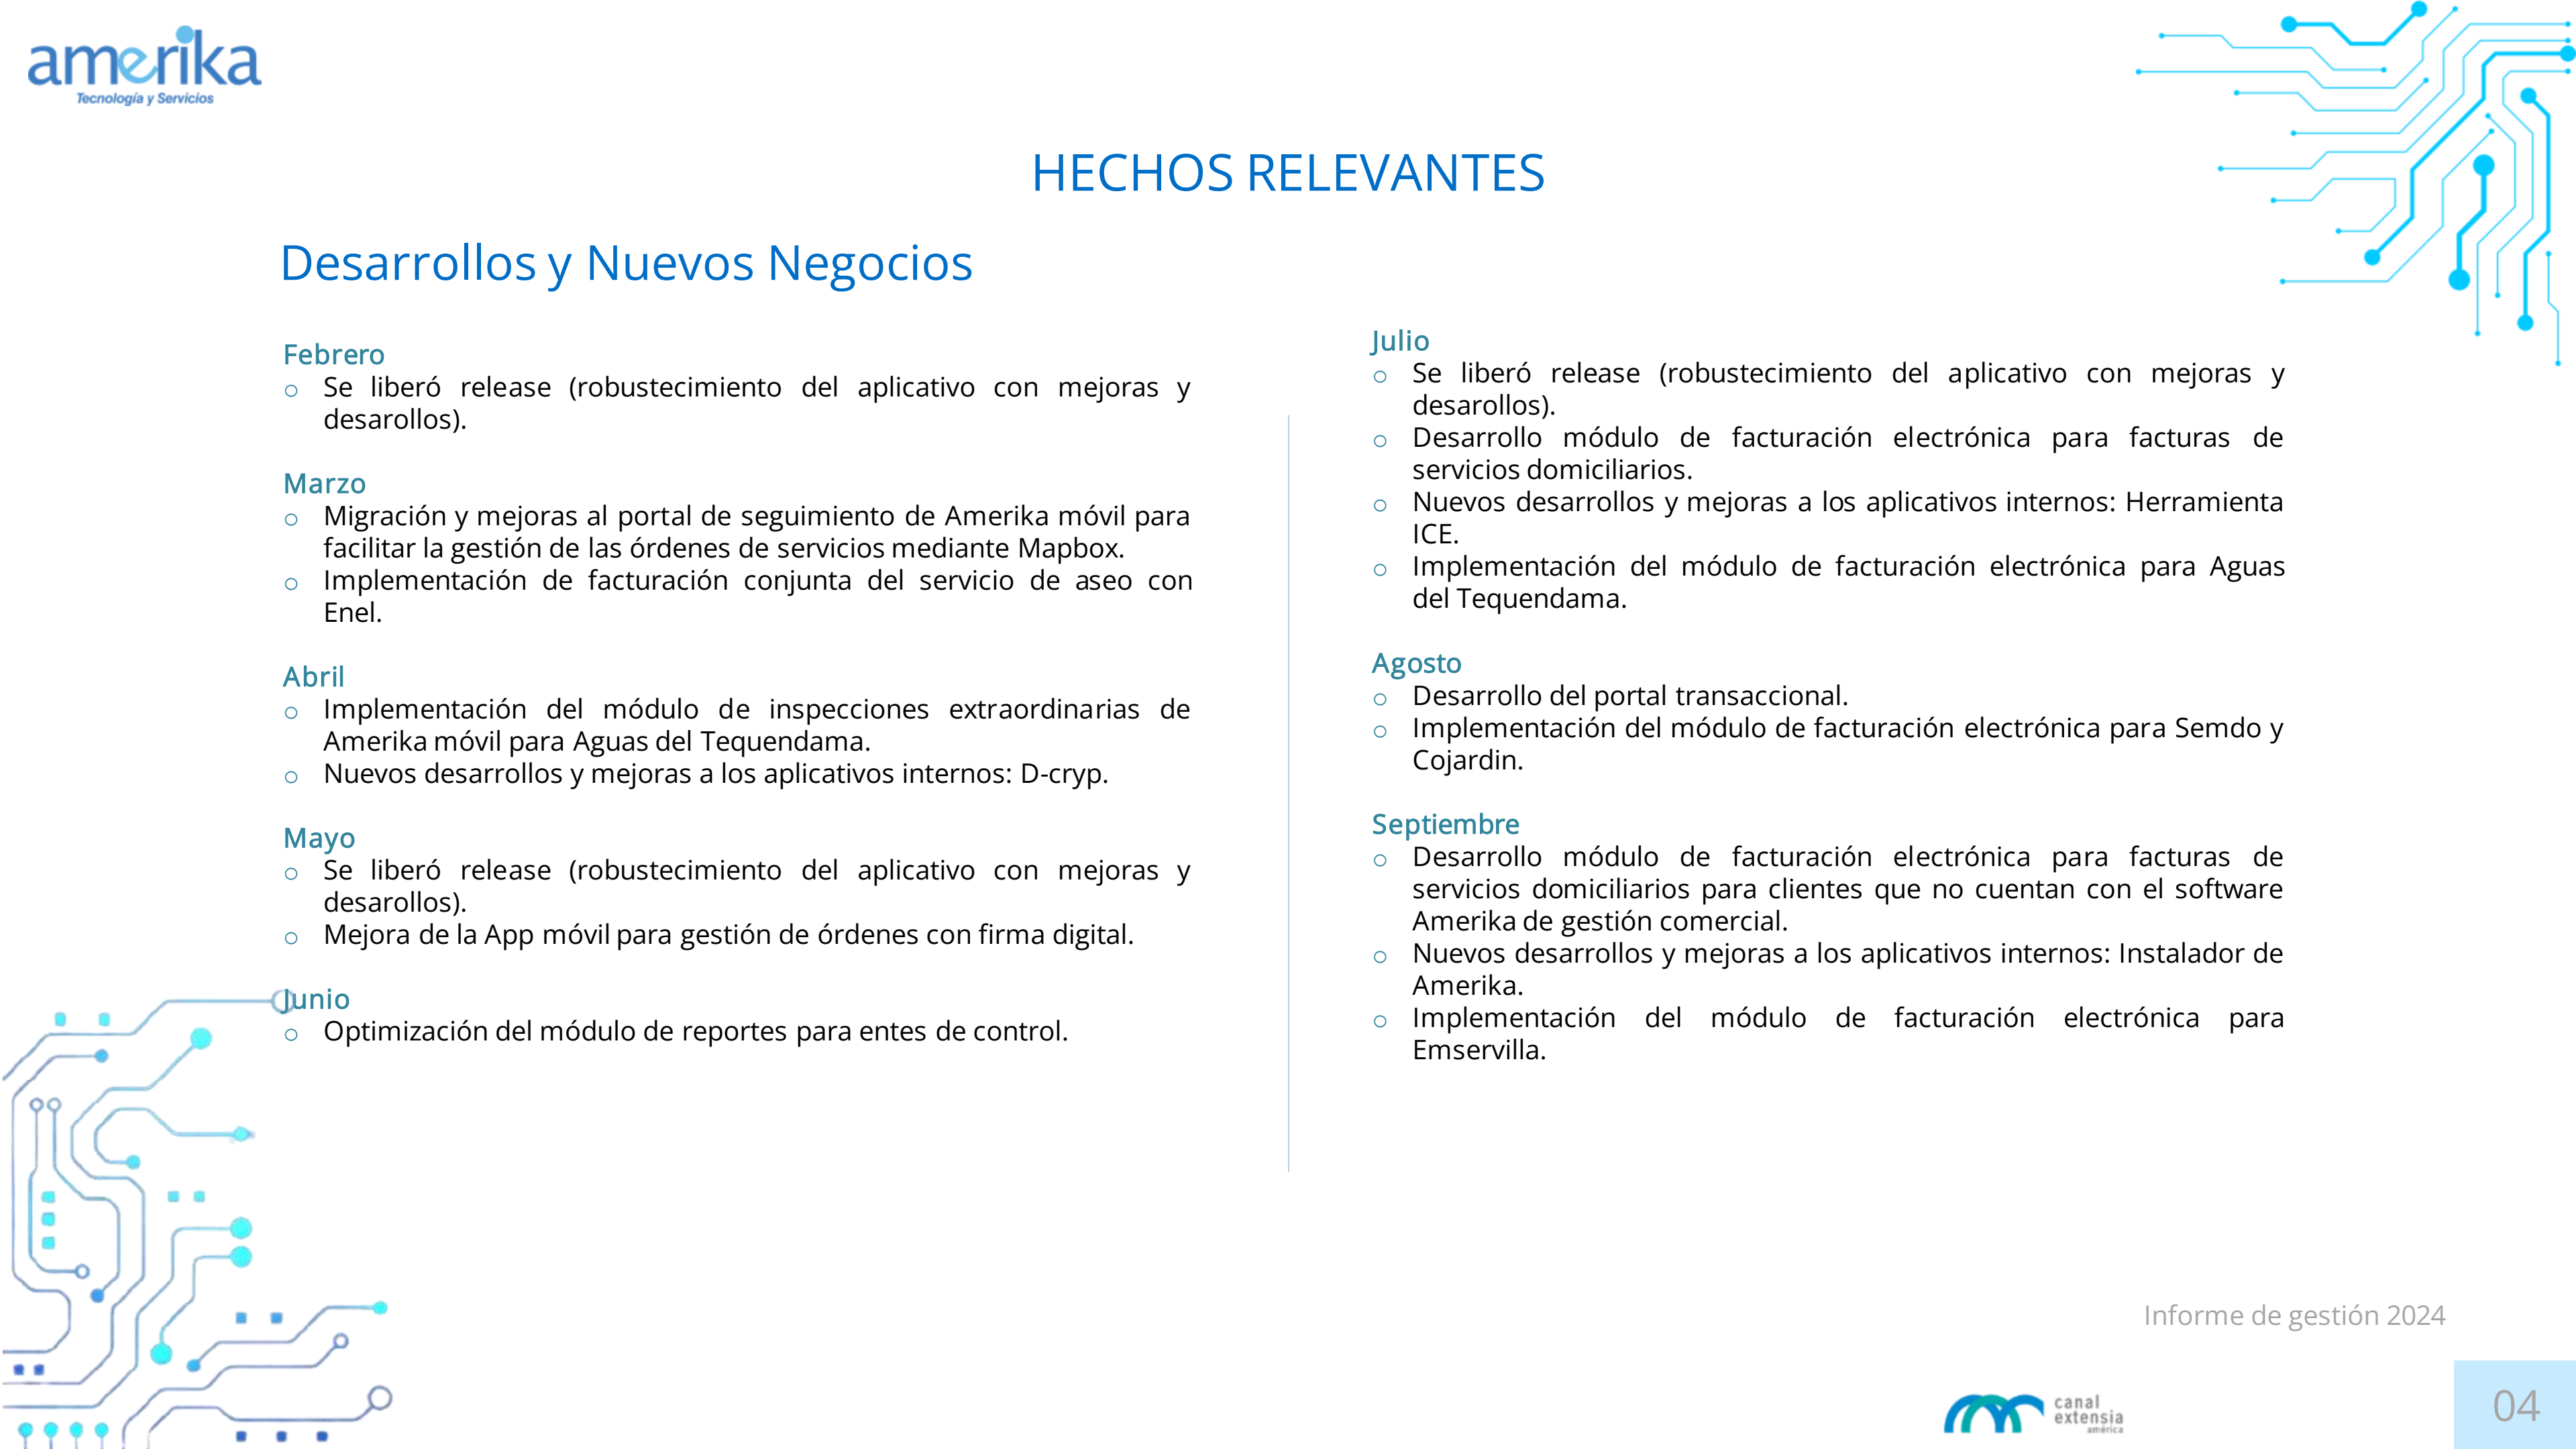 amerika
Tecnología y Servicios
HECHOS RELEVANTES
Desarrollos y Nuevos Negocios
Febrero
o Se liberó release (robustecimiento del aplicativo con mejoras y
desarollos).
Marzo
o Migración y mejoras al portal de seguimiento de Amerika móvil para
facilitar la gestión de las órdenes de servicios mediante Mapbox.
o Implementación de facturación conjunta del servicio de aseo con
Enel.
Abril
o Implementación del módulo de inspecciones extraordinarias de
Amerika móvil para Aguas del Tequendama.
o Nuevos desarrollos y mejoras a los aplicativos internos: D-cryp.
Mayo
o Se liberó release (robustecimiento del aplicativo con mejoras y
desarollos).
o Mejora de la App móvil para gestión de órdenes con firma digital.
Junio
o Optimización del módulo de reportes para entes de control.
Julio
o Se liberó release (robustecimiento del aplicativo con mejoras y
desarollos).
o Desarrollo módulo de facturación electrónica para facturas de
servicios domiciliarios.
o Nuevos desarrollos y mejoras a los aplicativos internos: Herramienta
ICE.
o Implementación del módulo de facturación electrónica para Aguas
del Tequendama.
Agosto
o Desarrollo del portal transaccional.
o Implementación del módulo de facturación electrónica para Semdo y
Cojardin.
Septiembre
o Desarrollo módulo de facturación electrónica para facturas de
servicios domiciliarios para clientes que no cuentan con el software
Amerika de gestión comercial.
o Nuevos desarrollos y mejoras a los aplicativos internos: Instalador de
Amerika.
o Implementación del módulo de facturación electrónica para
Emservilla.
Informe de gestión 2024
canal
extensia
américa
04